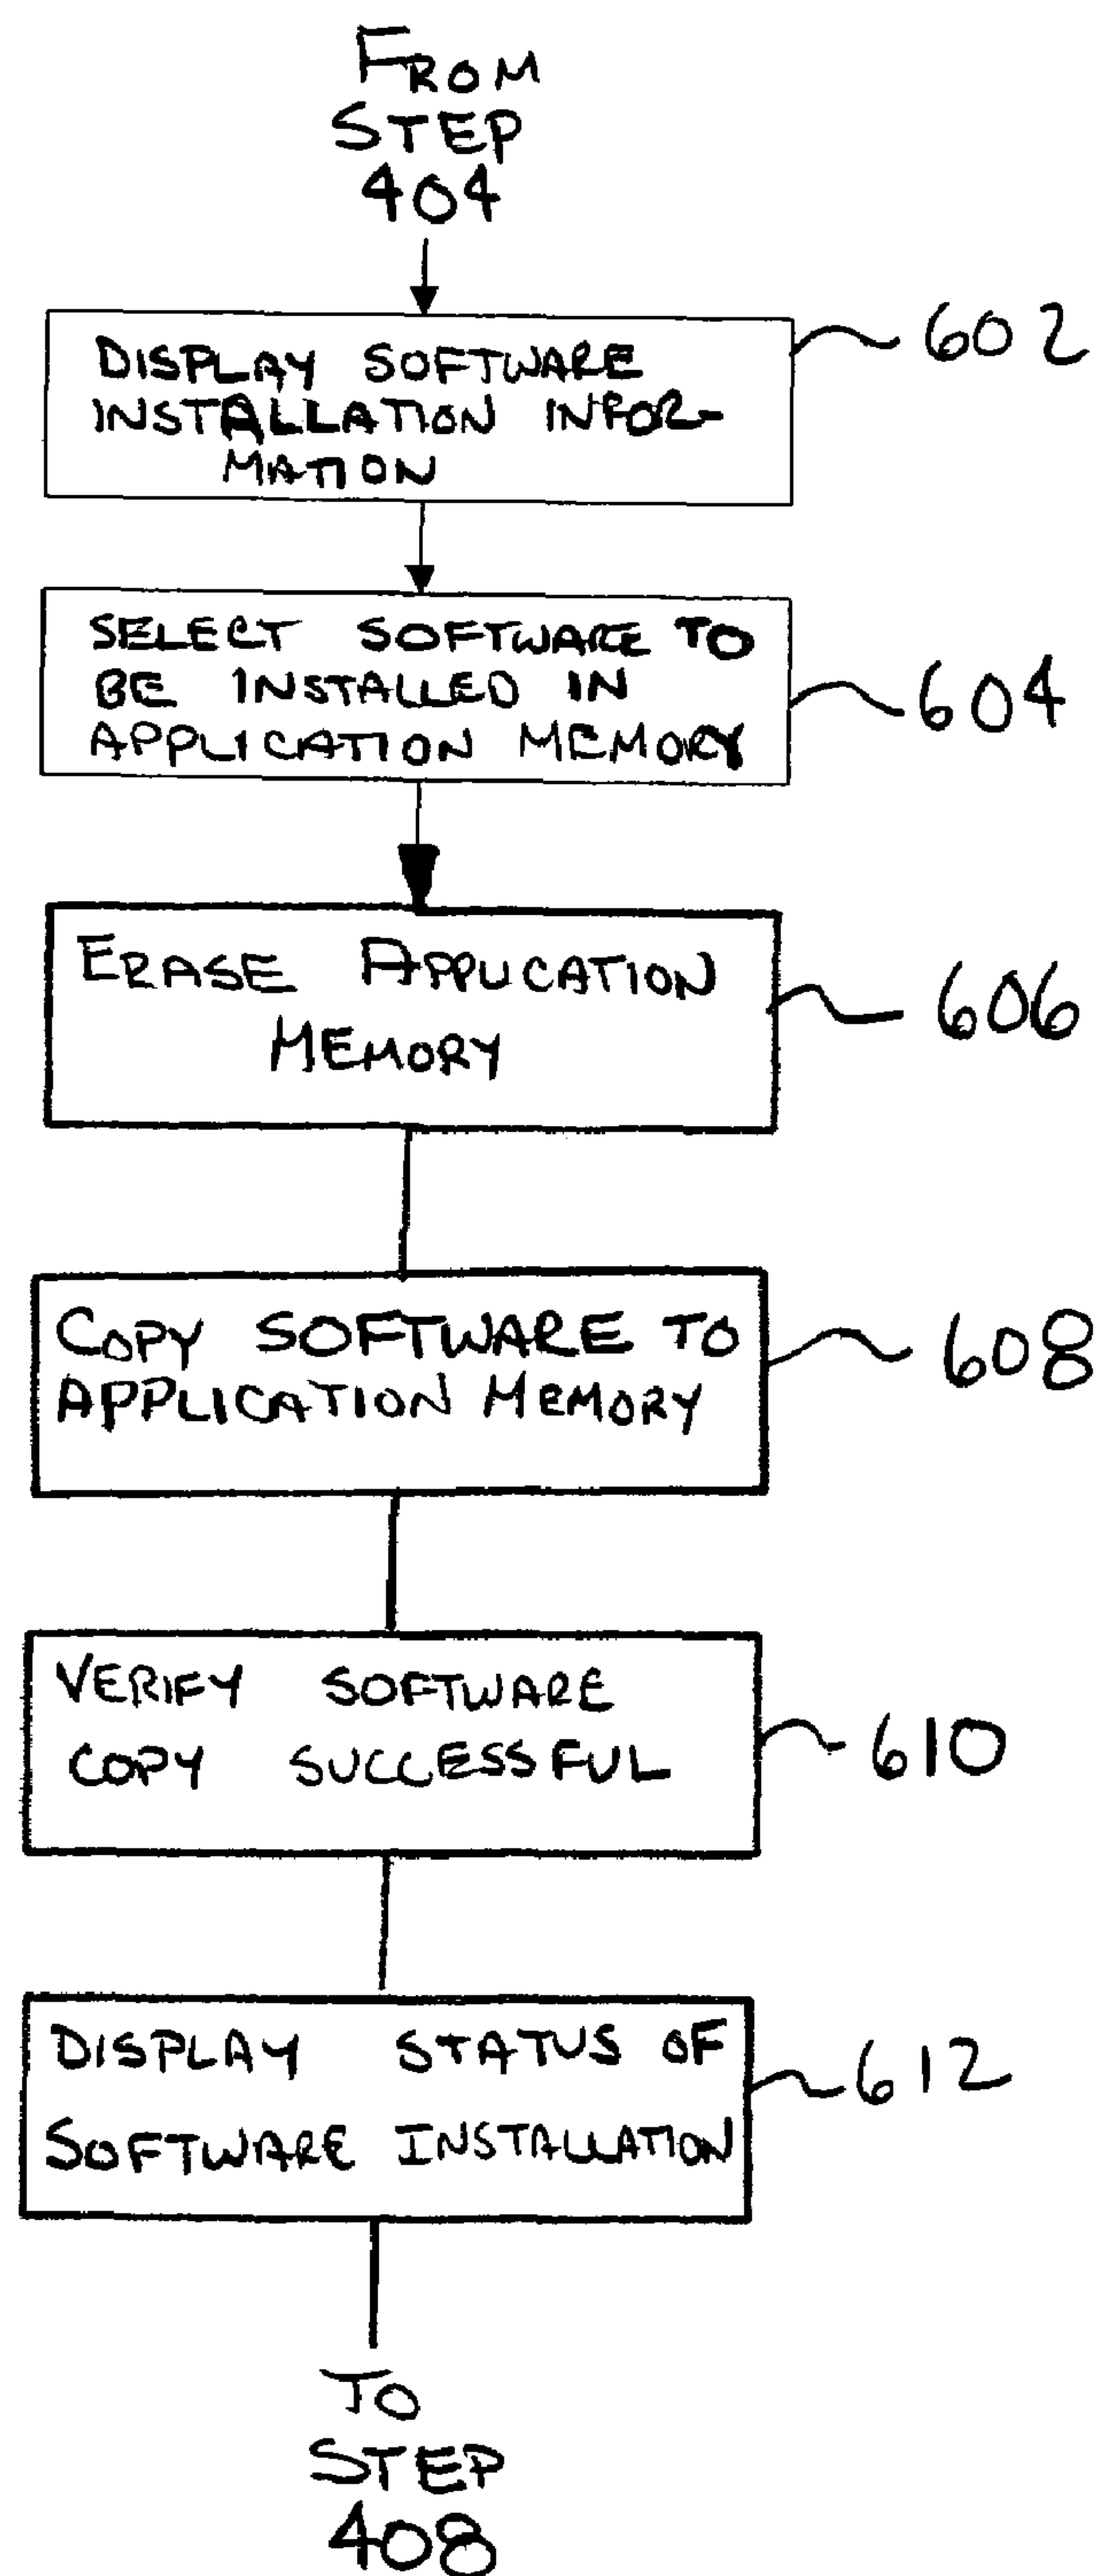 FROM
STEP
404
602
DISPLAY SOFTWARE
INSTALLATION INFOR-
MATION
SELECT SOFTWARE TO
BE INSTALLED IN
APPLICATION MEMORY
604
ERASE APPLICATION
MEMORY
606
COPY SOFTWARE TO
APPLICATION MEMORY
608
VERIFY SOFTWARE
COPY SUCCESSFUL
610
DISPLAY STATUS OF
SOFTWARE INSTALLATION
612
TO
STEP
408